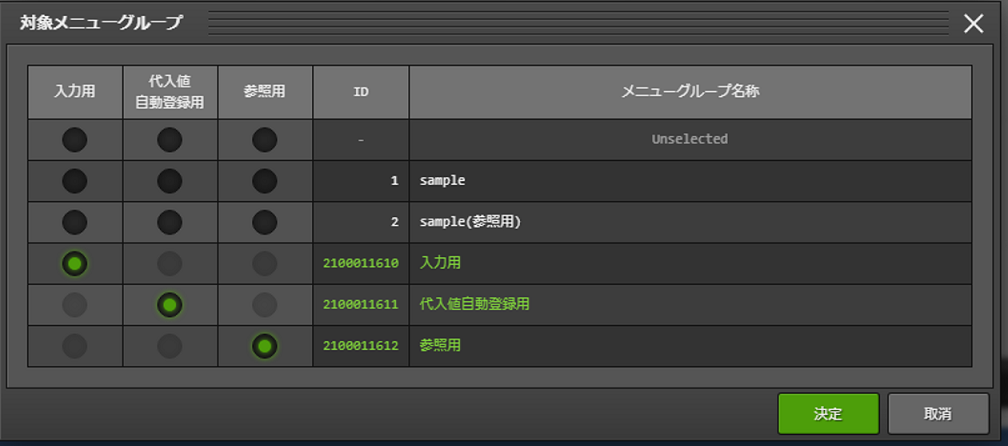 対象メニューグループ
入力用 代入値 自動登録用 参照用 ID メニューグループ名称
- Unselected
1 sample
2 sample(参照用)
2100011610 入力用
2100011611 代入値自動登録用
2100011612 参照用
決定 取消